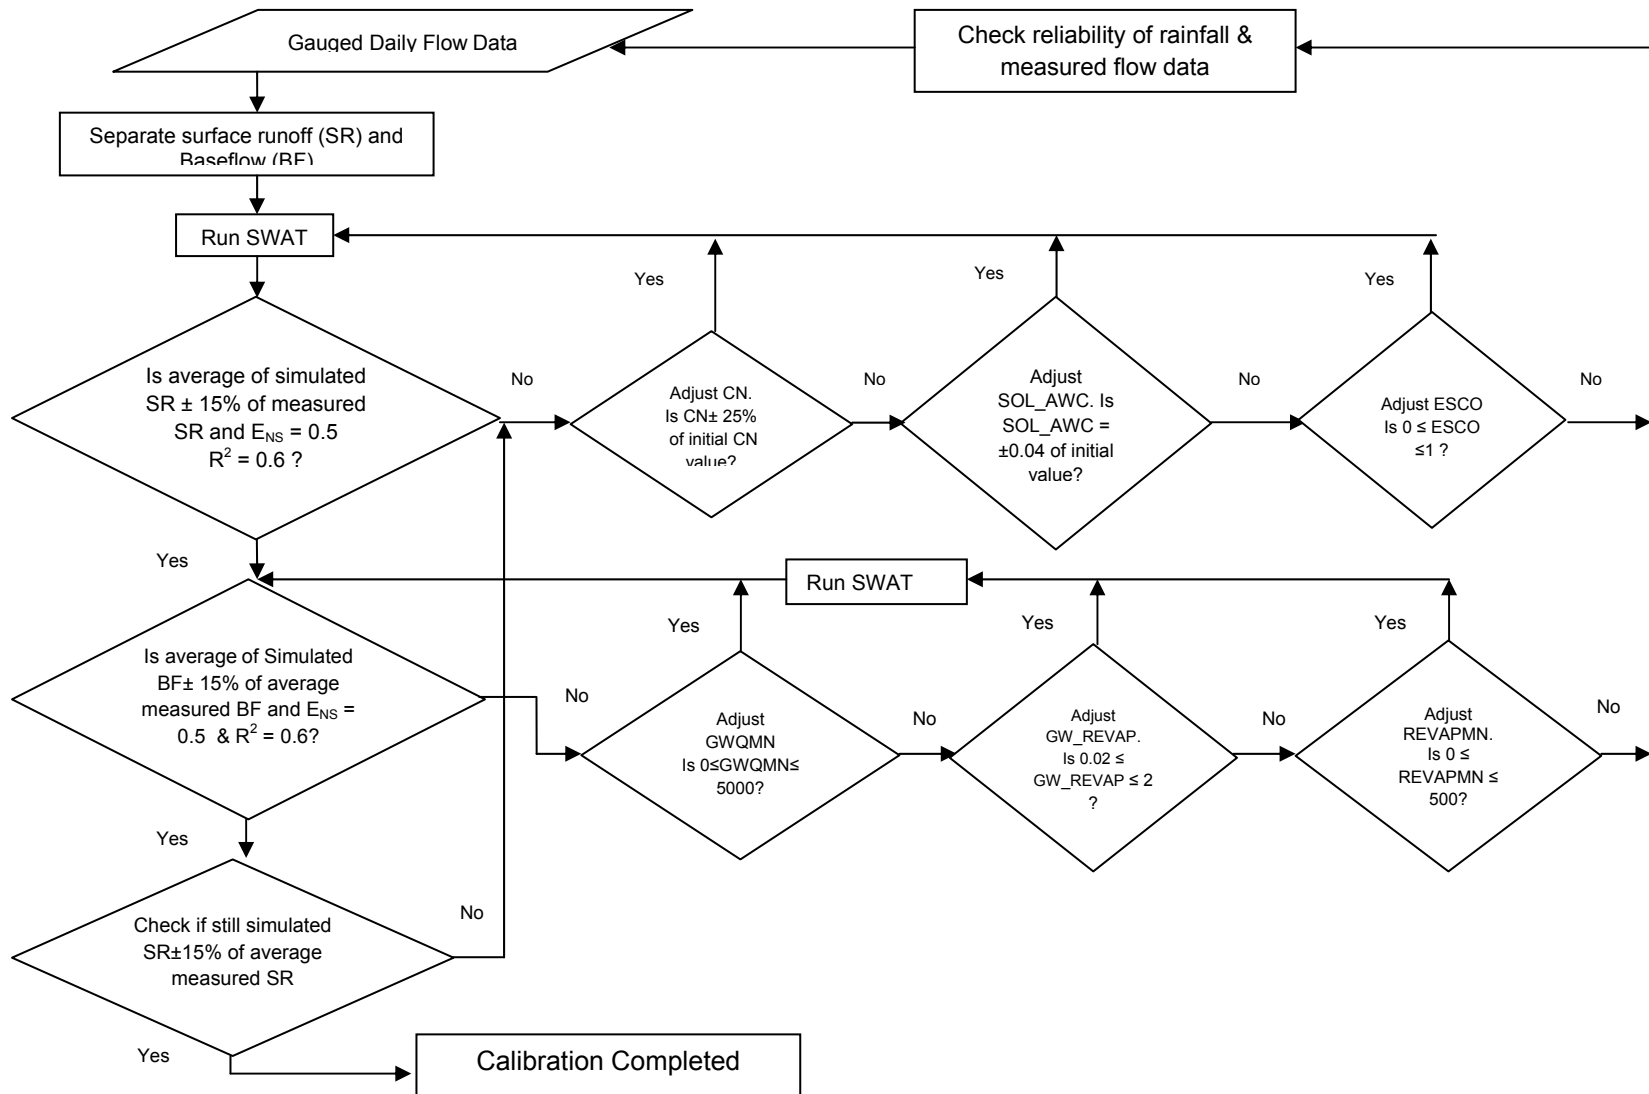 Gauged Daily Flow Data
Check reliability of rainfall &
measured flow data
Separate surface runoff (SR) and
Baseflow (BF)
Run SWAT
Yes
Yes
Yes
Is average of simulated
SR ± 15% of measured
SR and ENS = 0.5
R² = 0.6 ?
No
Adjust CN.
Is CN± 25%
of initial CN
value?
No
Adjust
SOL_AWC. Is
SOL_AWC =
±0.04 of initial
value?
No
Adjust ESCO
Is 0 ≤ ESCO
≤1 ?
No
Yes
Run SWAT
Yes
Yes
Yes
Is average of Simulated
BF± 15% of average
measured BF and ENS =
0.5 & R² = 0.6?
No
Adjust
GWQMN
Is 0≤GWQMN≤
5000?
No
Adjust
GW_REVAP.
Is 0.02 ≤
GW_REVAP ≤ 2
?
No
Adjust
REVAPMN.
Is 0 ≤
REVAPMN ≤
500?
No
Yes
Check if still simulated
SR±15% of average
measured SR
No
Yes
Calibration Completed